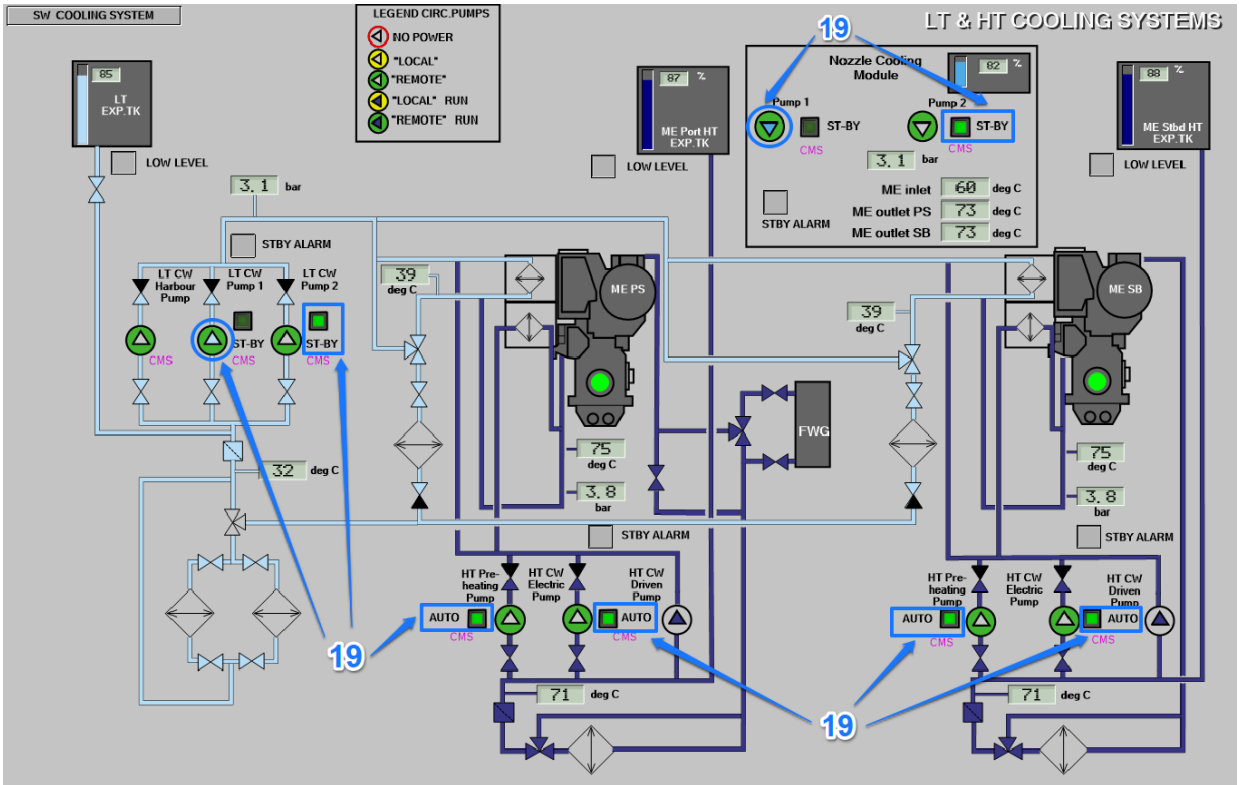 SW COOLING SYSTEM
LEGEND CIRC.PUMPS
NO POWER
"LOCAL"
"REMOTE"
"LOCAL" RUN
"REMOTE" RUN
LT & HT COOLING SYSTEMS
19
85
LT
EXP.TK
LOW LEVEL
3.1 bar
STBY ALARM
87 %
ME Port HT
EXP.TK
LOW LEVEL
Nozzle Cooling
Module
82 %
Pump 1
ST-BY
CMS
Pump 2
ST-BY
CMS
3.1 bar
ME inlet 60 deg C
ME outlet PS 73 deg C
ME outlet SB 73 deg C
STBY ALARM
88 %
ME Stbd HT
EXP.TK
LOW LEVEL
LT CW
Harbour
Pump
CMS
LT CW
Pump 1
ST-BY
CMS
LT CW
Pump 2
ST-BY
CMS
39
deg C
ME PS
39
deg C
ME SB
FWG
32 deg C
75
deg C
3.8
bar
75
deg C
3.8
bar
STBY ALARM
STBY ALARM
HT Pre-
heating
Pump
AUTO
CMS
HT CW
Electric
Pump
HT CW
Driven
Pump
AUTO
CMS
HT Pre-
heating
Pump
AUTO
CMS
HT CW
Electric
Pump
HT CW
Driven
Pump
AUTO
CMS
19
71 deg C
19
71 deg C